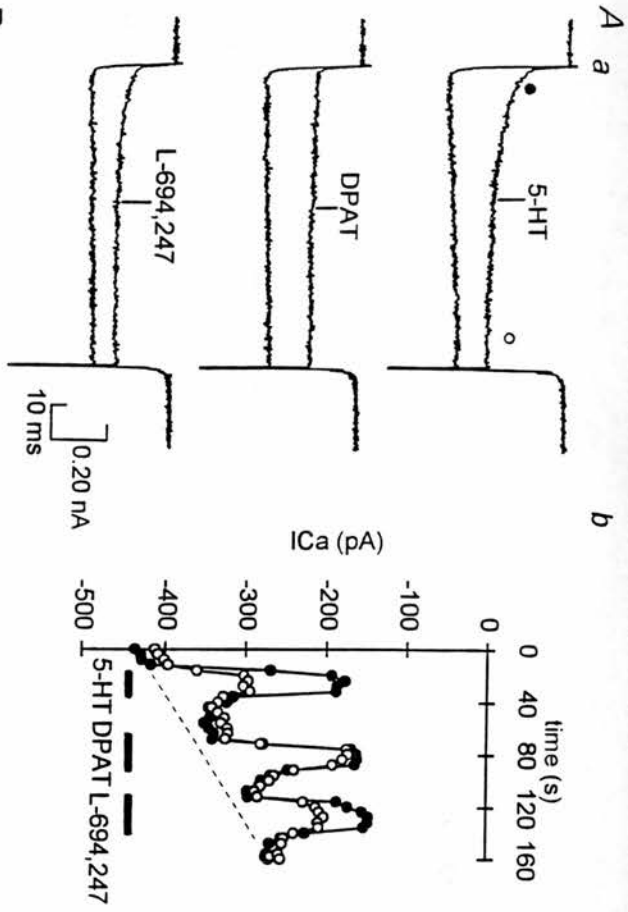 A
a
5-HT
DPAT
L-694,247
0.20 nA
10 ms
b
time (s)
0 40 80 120 160
ICa (pA)
0
-100
-200
-300
-400
-500
5-HT DPAT L-694,247